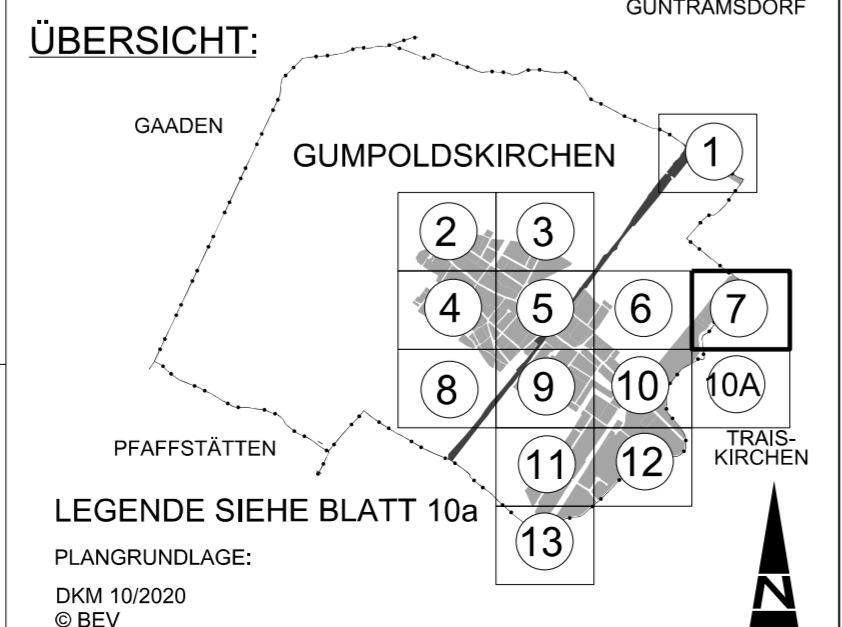 GUNTRAMSDORF
ÜBERSICHT:
GAADEN
GUMPOLDSKIRCHEN
1
2
3
4
5
6
7
8
9
10
10A
PFAFFSTÄTTEN
TRAIS-
KIRCHEN
11
12
LEGENDE SIEHE BLATT 10a
13
PLANGRUNDLAGE:
DKM 10/2020
© BEV
N